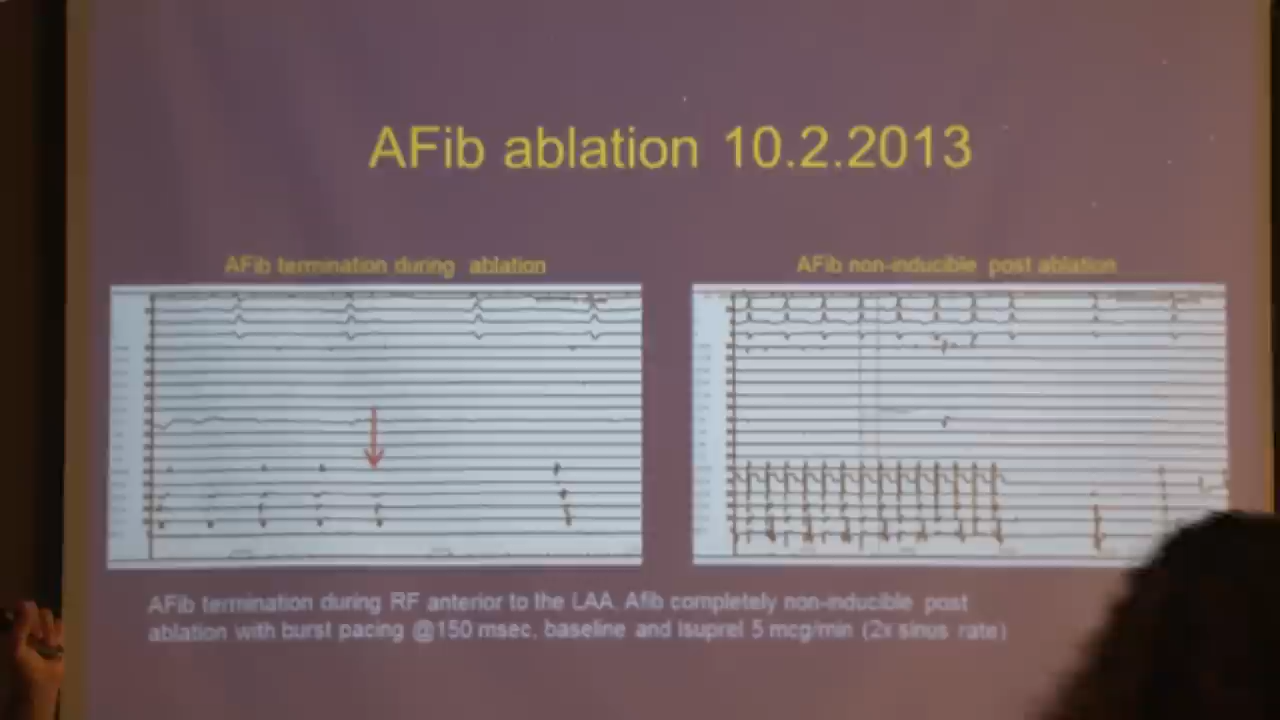 AFib ablation 10.2.2013
AFib termination during ablation
AFib non-inducible post ablation
AFib termination during RF anterior to the LAA. Afib completely non-inducible post
ablation with burst pacing @150 msec, baseline and Isuprel 5 mcg/min (2x sinus rate)